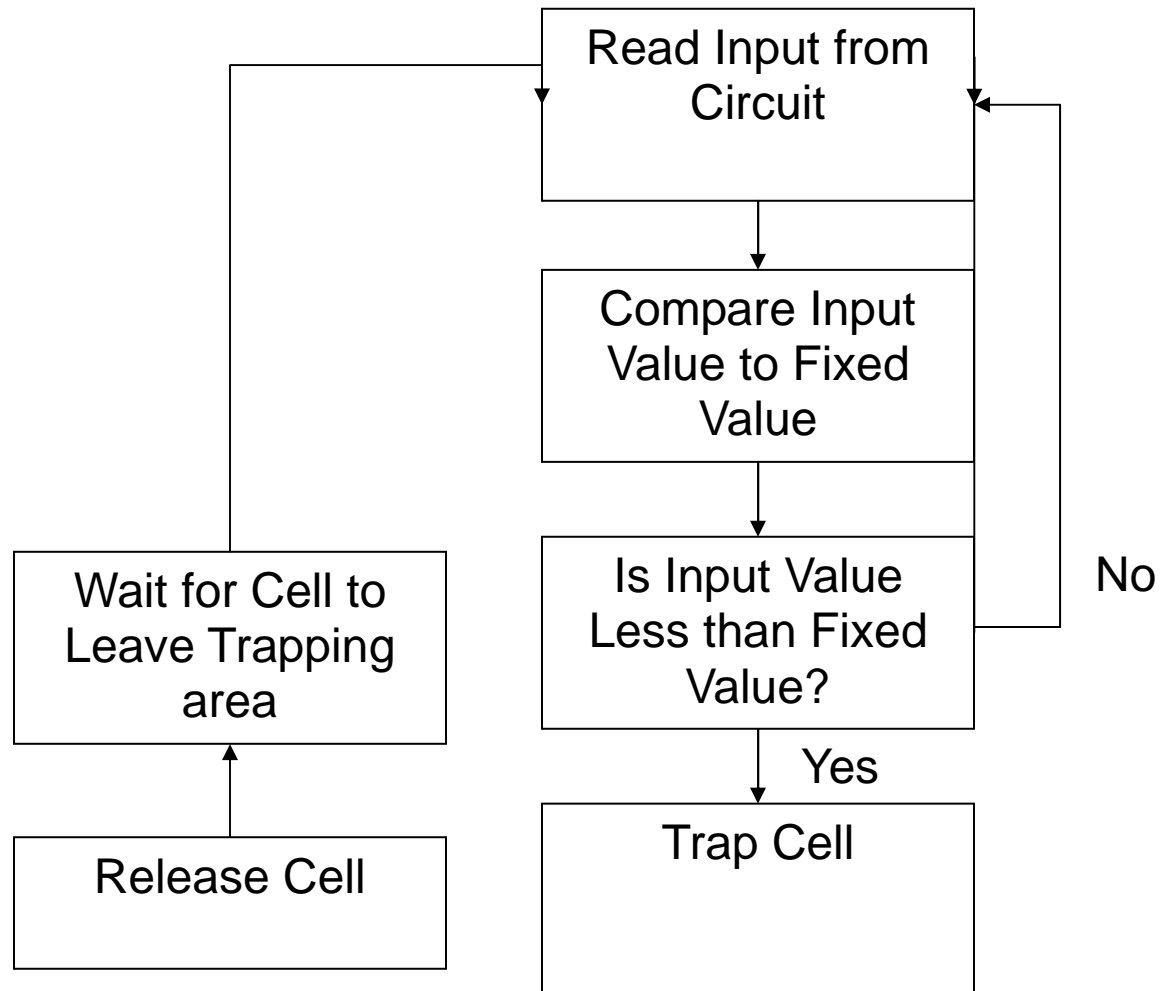 Read Input from
Circuit
Compare Input
Value to Fixed
Value
Is Input Value
Less than Fixed
Value?
No
Yes
Trap Cell
Wait for Cell to
Leave Trapping
area
Release Cell